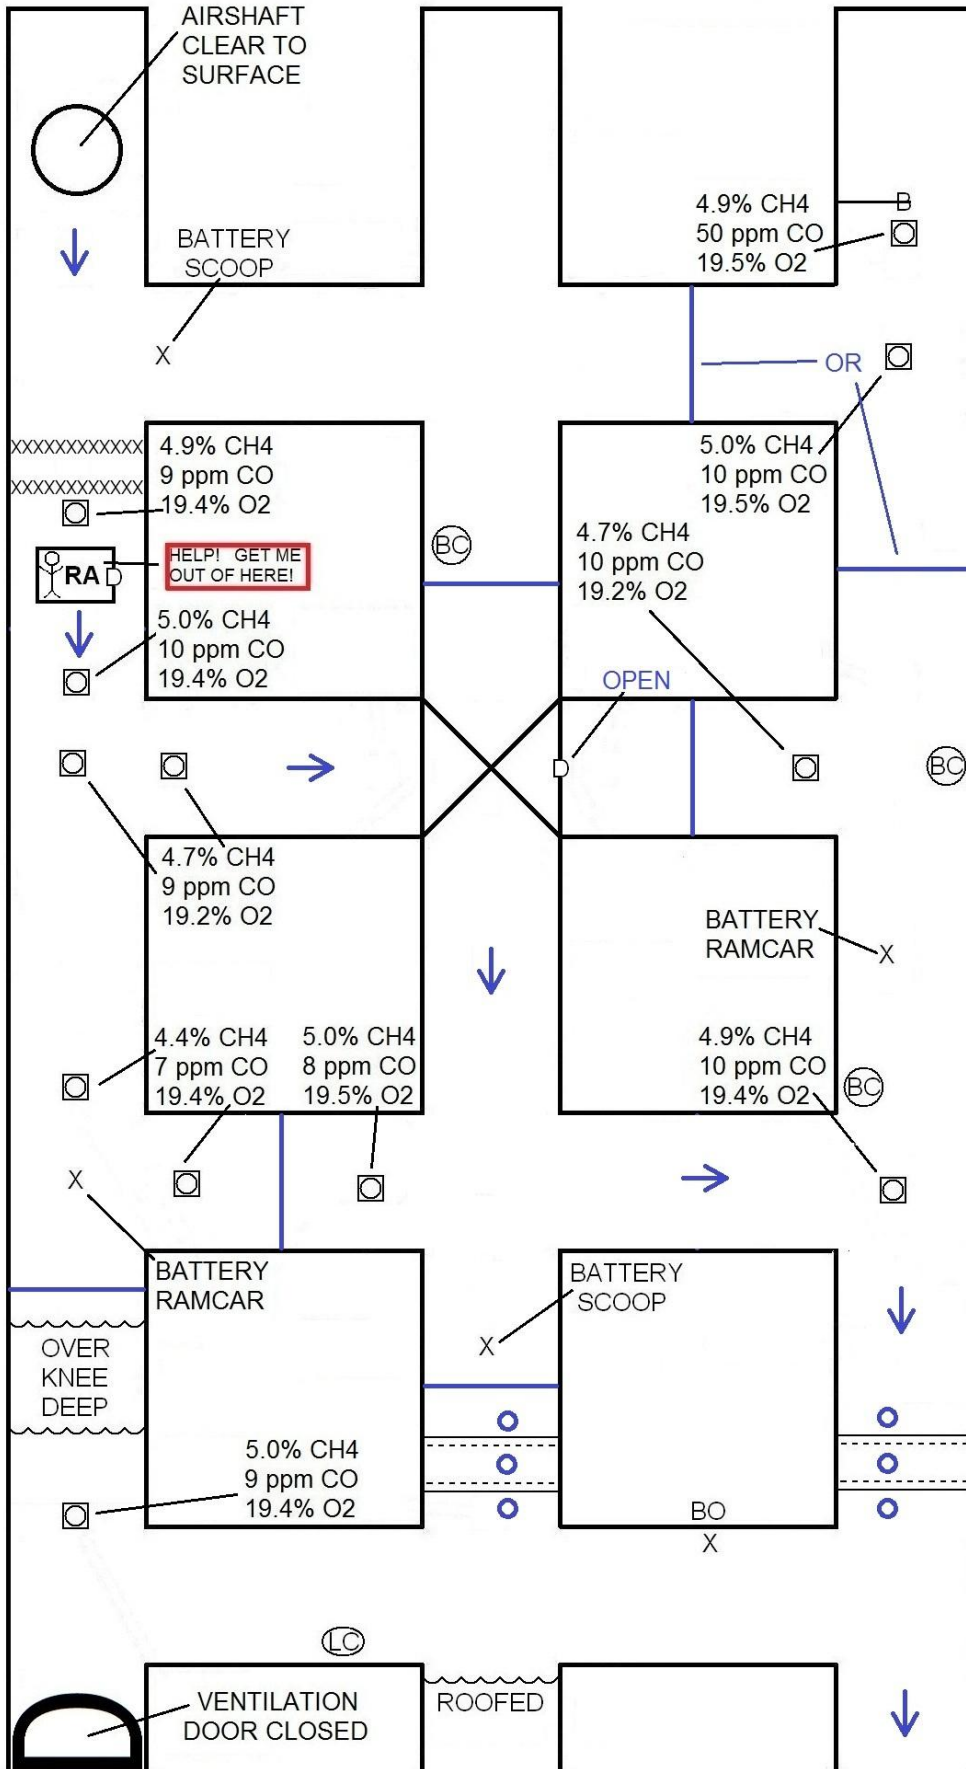 AIRSHAFT
CLEAR TO
SURFACE
4.9% CH4
50 ppm CO
19.5% O2
B
BATTERY
SCOOP
X
OR
XXXXXXXXXXX
XXXXXXXXXXX
4.9% CH4
9 ppm CO
19.4% O2
5.0% CH4
10 ppm CO
19.5% O2
BC
4.7% CH4
10 ppm CO
19.2% O2
RA
D
HELP! GET ME
OUT OF HERE!
5.0% CH4
10 ppm CO
19.4% O2
OPEN
D
BC
4.7% CH4
9 ppm CO
19.2% O2
BATTERY
RAMCAR
X
4.4% CH4
7 ppm CO
19.4% O2
5.0% CH4
8 ppm CO
19.5% O2
4.9% CH4
10 ppm CO
19.4% O2
BC
X
BATTERY
RAMCAR
BATTERY
SCOOP
X
OVER
KNEE
DEEP
5.0% CH4
9 ppm CO
19.4% O2
BO
X
LC
VENTILATION
DOOR CLOSED
ROOFED